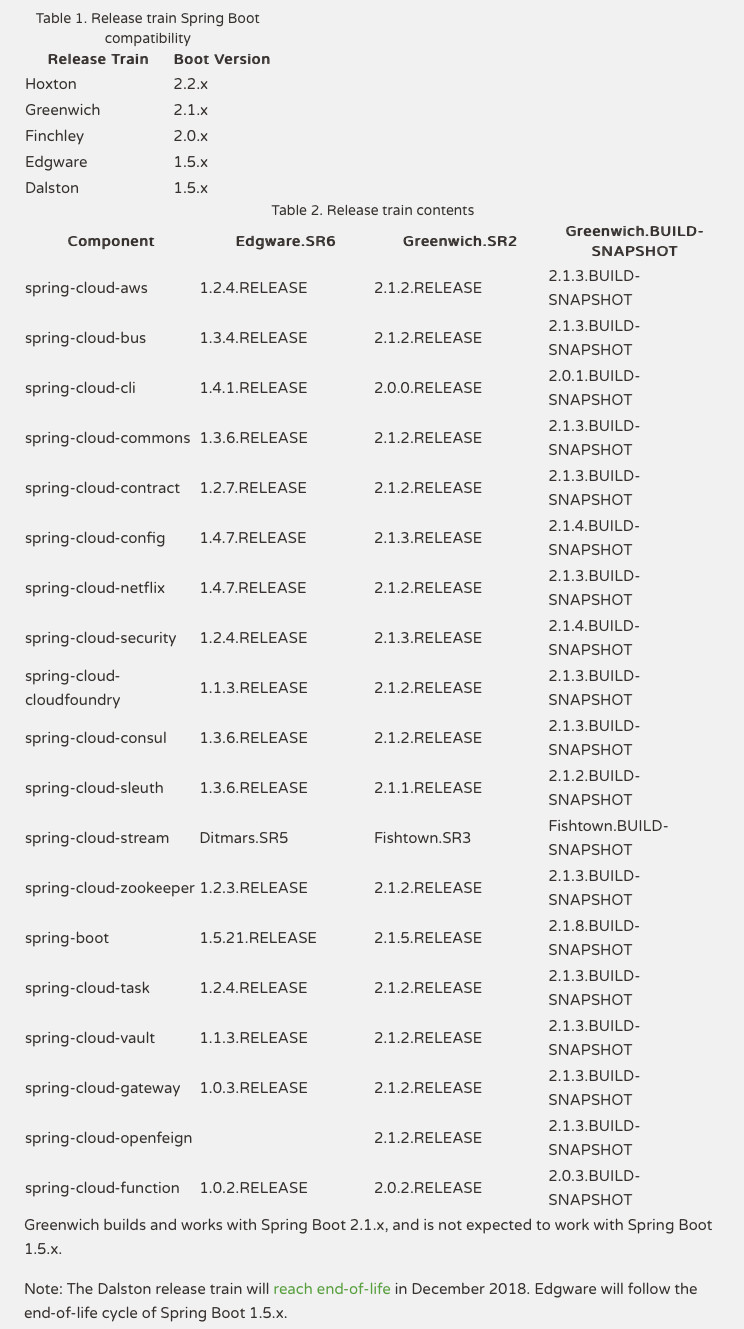 Table 1. Release train Spring Boot
compatibility
Release Train Boot Version
Hoxton 2.2.x
Greenwich 2.1.x
Finchley 2.0.x
Edgware 1.5.x
Dalston 1.5.x
Table 2. Release train contents
Component Edgware.SR6 Greenwich.SR2 Greenwich.BUILD-
SNAPSHOT
spring-cloud-aws 1.2.4.RELEASE 2.1.2.RELEASE 2.1.3.BUILD-
SNAPSHOT
spring-cloud-bus 1.3.4.RELEASE 2.1.2.RELEASE 2.1.3.BUILD-
SNAPSHOT
spring-cloud-cli 1.4.1.RELEASE 2.0.0.RELEASE 2.0.1.BUILD-
SNAPSHOT
spring-cloud-commons 1.3.6.RELEASE 2.1.2.RELEASE 2.1.3.BUILD-
SNAPSHOT
spring-cloud-contract 1.2.7.RELEASE 2.1.2.RELEASE 2.1.3.BUILD-
SNAPSHOT
spring-cloud-config 1.4.7.RELEASE 2.1.3.RELEASE 2.1.4.BUILD-
SNAPSHOT
spring-cloud-netflix 1.4.7.RELEASE 2.1.2.RELEASE 2.1.3.BUILD-
SNAPSHOT
spring-cloud-security 1.2.4.RELEASE 2.1.3.RELEASE 2.1.4.BUILD-
SNAPSHOT
spring-cloud-
cloudfoundry 1.1.3.RELEASE 2.1.2.RELEASE 2.1.3.BUILD-
SNAPSHOT
spring-cloud-consul 1.3.6.RELEASE 2.1.2.RELEASE 2.1.3.BUILD-
SNAPSHOT
spring-cloud-sleuth 1.3.6.RELEASE 2.1.1.RELEASE 2.1.2.BUILD-
SNAPSHOT
spring-cloud-stream Ditmars.SR5 Fishtown.SR3 Fishtown.BUILD-
SNAPSHOT
spring-cloud-zookeeper 1.2.3.RELEASE 2.1.2.RELEASE 2.1.3.BUILD-
SNAPSHOT
spring-boot 1.5.21.RELEASE 2.1.5.RELEASE 2.1.8.BUILD-
SNAPSHOT
spring-cloud-task 1.2.4.RELEASE 2.1.2.RELEASE 2.1.3.BUILD-
SNAPSHOT
spring-cloud-vault 1.1.3.RELEASE 2.1.2.RELEASE 2.1.3.BUILD-
SNAPSHOT
spring-cloud-gateway 1.0.3.RELEASE 2.1.2.RELEASE 2.1.3.BUILD-
SNAPSHOT
spring-cloud-openfeign 2.1.2.RELEASE 2.1.3.BUILD-
SNAPSHOT
spring-cloud-function 1.0.2.RELEASE 2.0.2.RELEASE 2.0.3.BUILD-
SNAPSHOT
Greenwich builds and works with Spring Boot 2.1.x, and is not expected to work with Spring Boot
1.5.x.
Note: The Dalston release train will reach end-of-life in December 2018. Edgware will follow the
end-of-life cycle of Spring Boot 1.5.x.